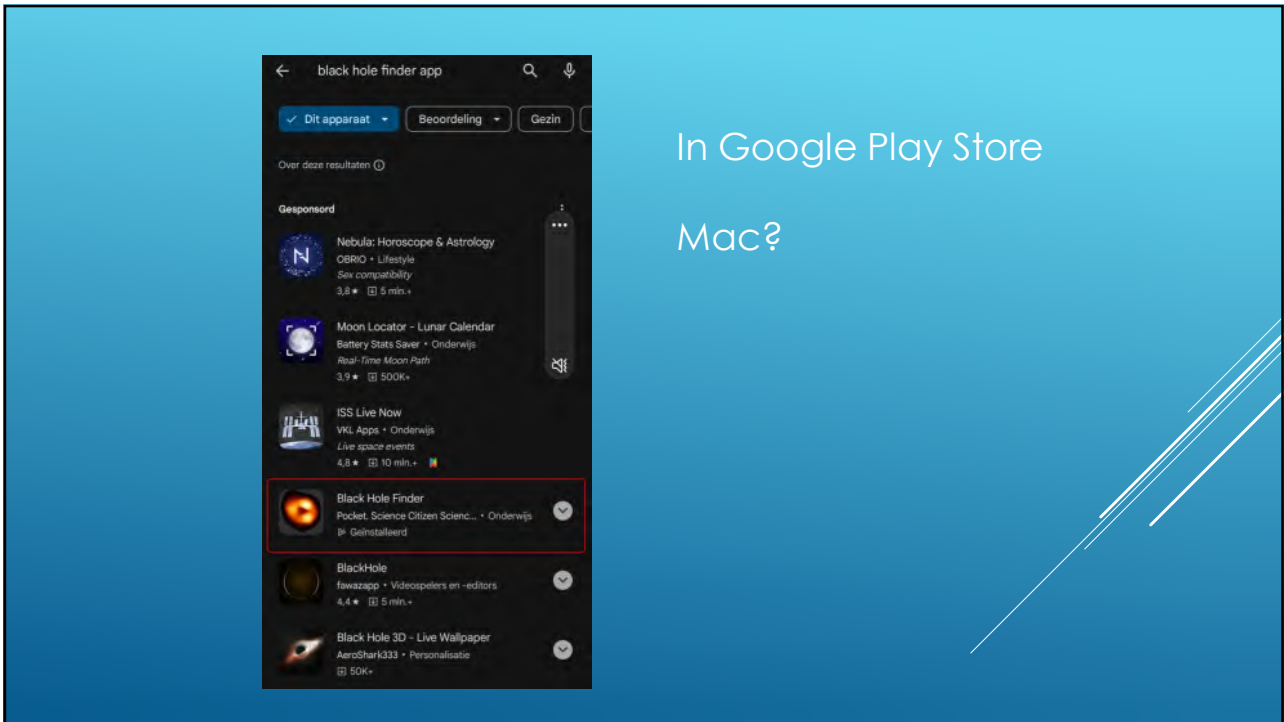 black hole finder app
Dit apparaat
Beoordeling
Gezin
Over deze resultaten
Gesponsord
Nebula: Horoscope & Astrology
OBRIO • Lifestyle
Sex compatibility
3,8★ 5 mln.+
Moon Locator - Lunar Calendar
Battery Stats Saver • Onderwijs
Real-Time Moon Path
3,9★ 500K+
ISS Live Now
VKL Apps • Onderwijs
Live space events
4,8★ 10 mln.+
Black Hole Finder
Pocket. Science Citizen Scienc... • Onderwijs
Geïnstalleerd
BlackHole
fawazapp • Videospelers en -editors
4,4★ 5 mln.+
Black Hole 3D - Live Wallpaper
AeroShark333 • Personalisatie
50K+
In Google Play Store
Mac?